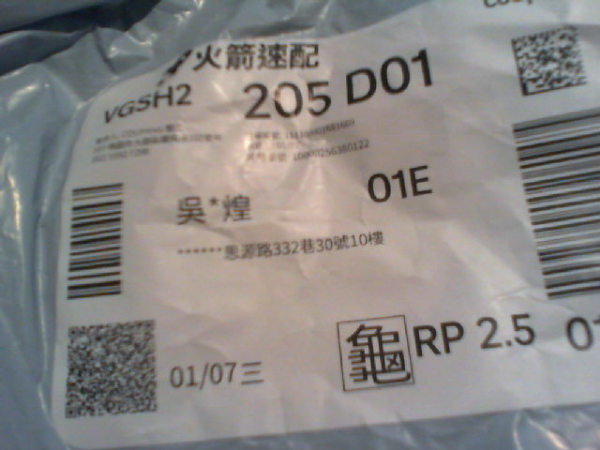 火箭速配
VGSH2
205 D01
吳*煌
01E
******思源路332巷30號10樓
01/07三
龜
RP 2.5